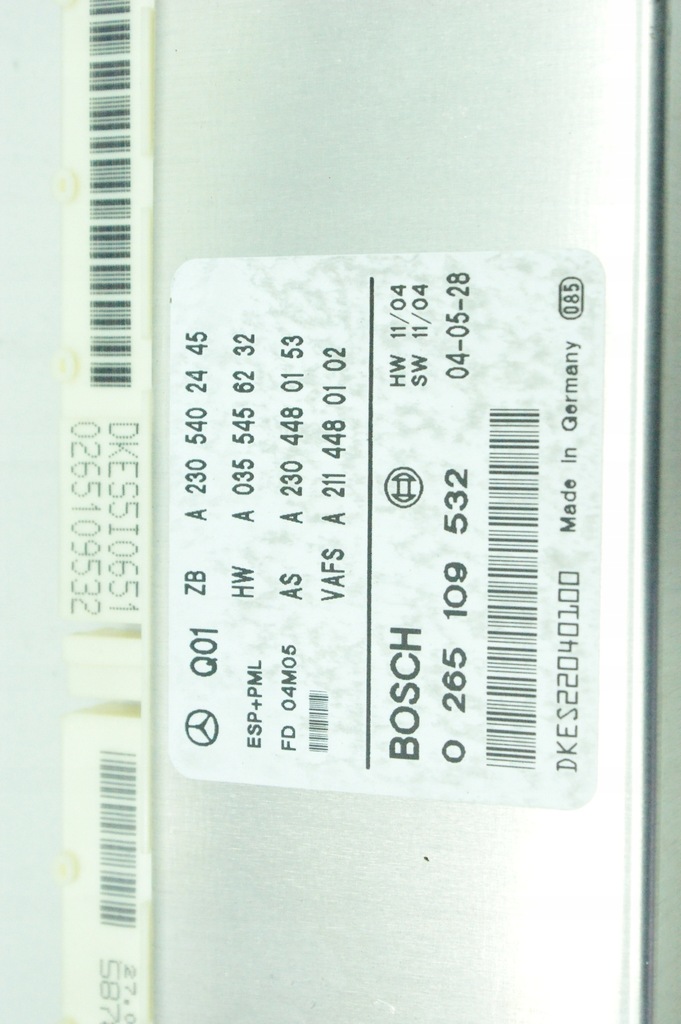 DKES5I0651
0265109532
Q01 ZB A 230 540 24 45
ESP+PML HW A 035 545 62 32
FD 04M05 AS A 230 448 01 53
VAFS A 211 448 01 02
BOSCH HW 11/04
SW 11/04
0 265 109 532 04-05-28
DKES22040100 Made in Germany 085